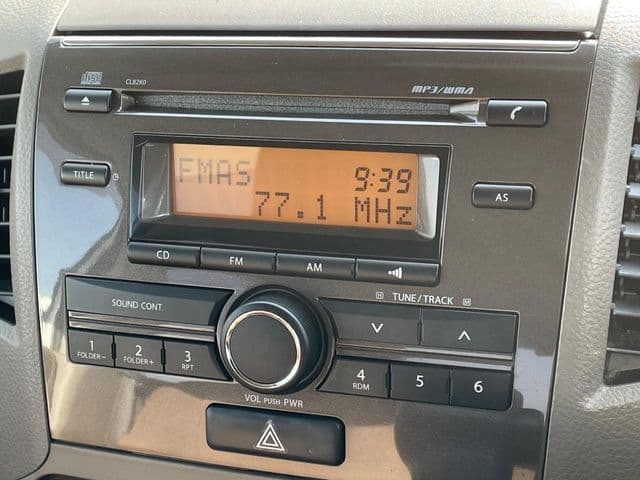 CLB2K0
MP3/WMA
TITLE
FMAS 9:39
77.1 MHz
AS
CD
FM
AM
SOUND CONT.
H TUNE/TRACK M
1
FOLDER−
2
FOLDER+
3
RPT
4
RDM
5
6
VOL PUSH PWR